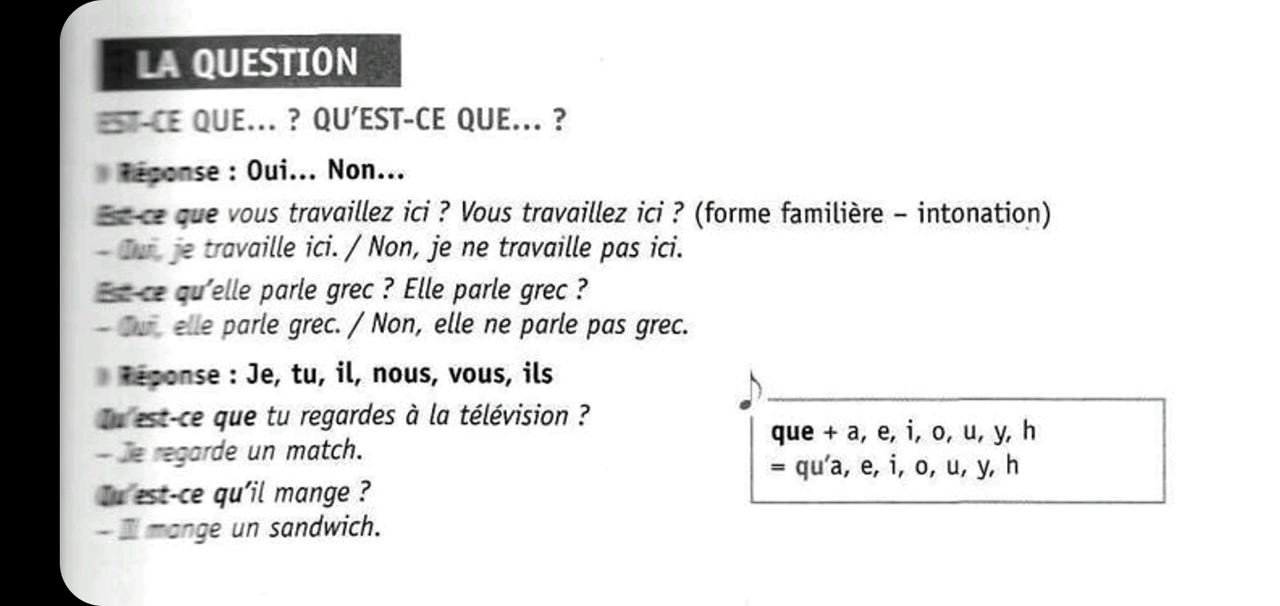 LA QUESTION
EST-CE QUE... ? QU'EST-CE QUE... ?
Réponse : Oui... Non...
Est-ce que vous travaillez ici ? Vous travaillez ici ? (forme familière – intonation)
– Oui, je travaille ici. / Non, je ne travaille pas ici.
Est-ce qu'elle parle grec ? Elle parle grec ?
– Oui, elle parle grec. / Non, elle ne parle pas grec.
Réponse : Je, tu, il, nous, vous, ils
Qu'est-ce que tu regardes à la télévision ?
– Je regarde un match.
Qu'est-ce qu'il mange ?
– Il mange un sandwich.
que + a, e, i, o, u, y, h
= qu'a, e, i, o, u, y, h